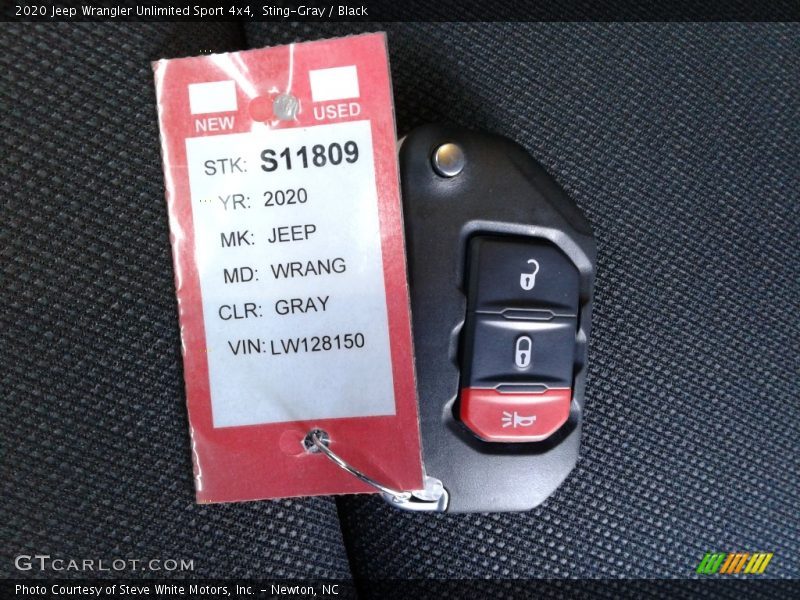 2020 Jeep Wrangler Unlimited Sport 4x4, Sting-Gray / Black
NEW USED
STK: S11809
YR: 2020
MK: JEEP
MD: WRANG
CLR: GRAY
VIN: LW128150
GTCARLOT.COM
Photo Courtesy of Steve White Motors, Inc. - Newton, NC